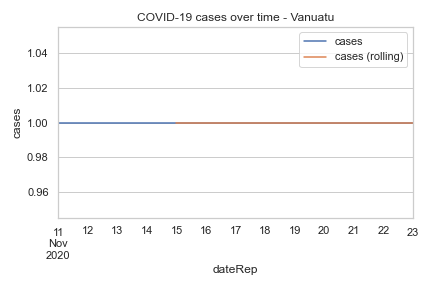 COVID-19 cases over time - Vanuatu
cases
cases (rolling)
1.04
1.02
1.00
0.98
0.96
cases
11 12 13 14 15 16 17 18 19 20 21 22 23
Nov
2020
dateRep